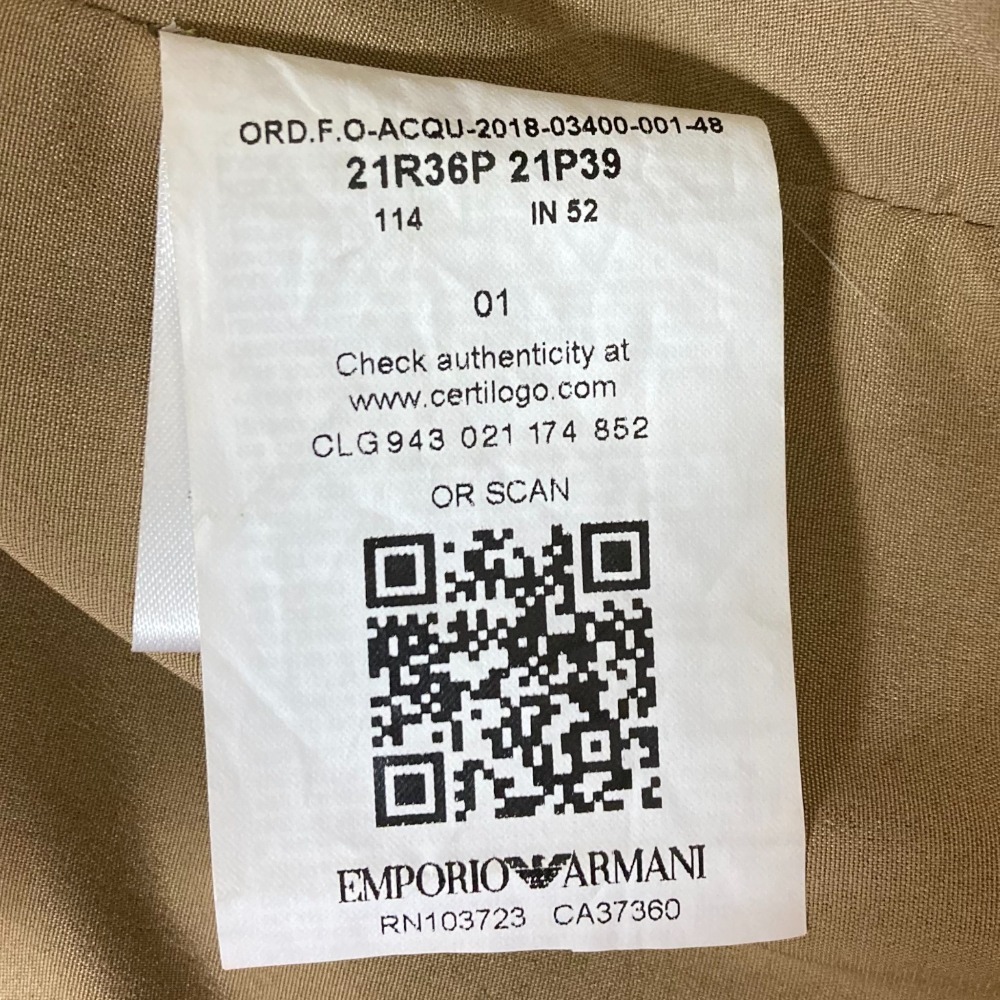 ORD.F.O-ACQU-2018-03400-001-48
21R36P 21P39
114 IN 52
01
Check authenticity at
www.certilogo.com
CLG 943 021 174 852
OR SCAN
EMPORIO ARMANI
RN103723 CA37360